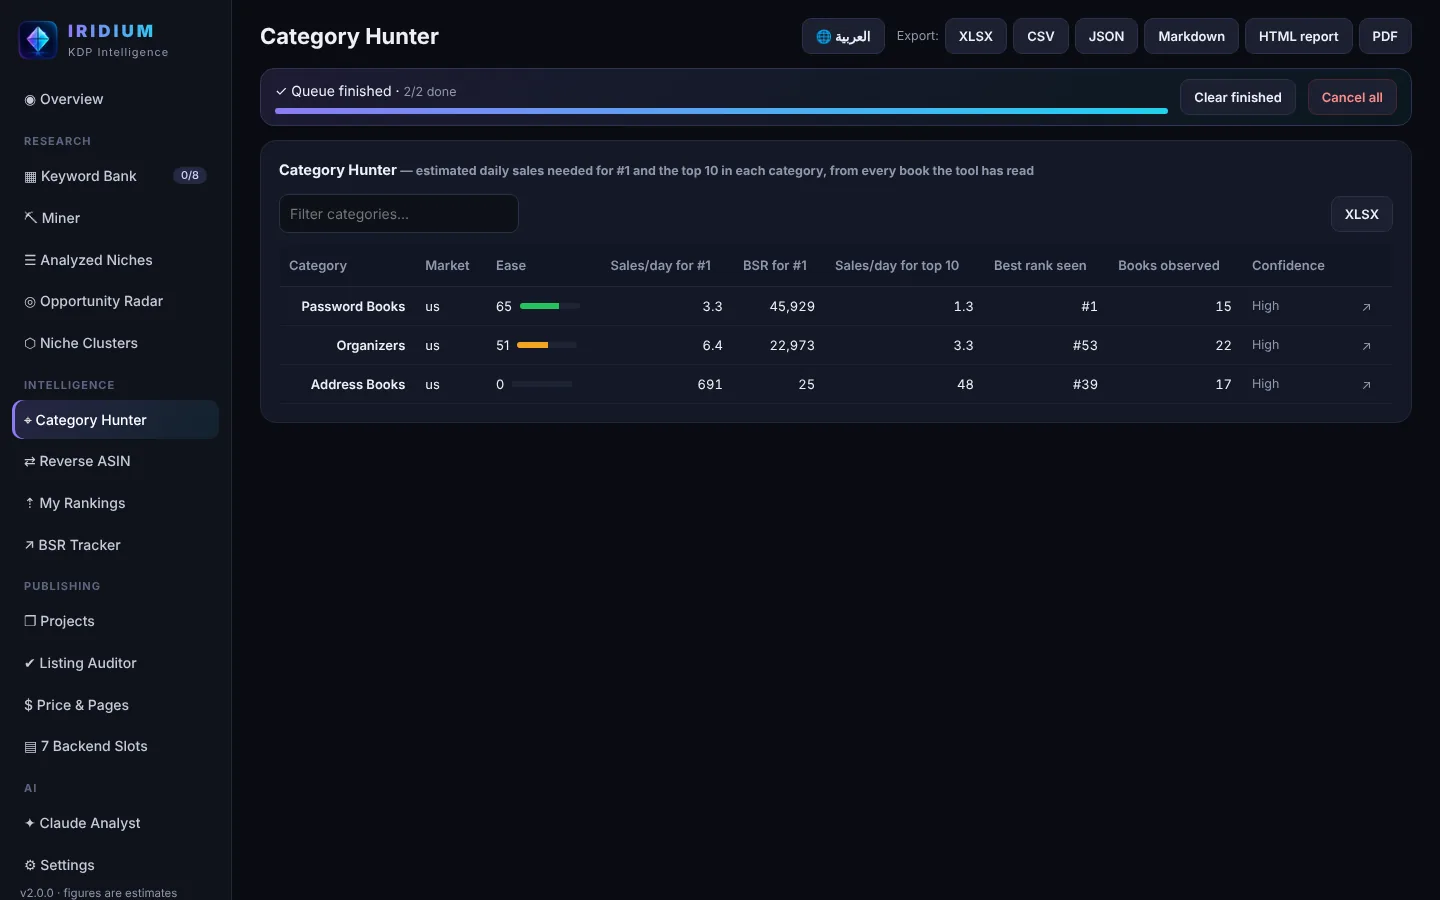 IRIDIUM
KDP Intelligence
Overview
RESEARCH
Keyword Bank 0/8
Miner
Analyzed Niches
Opportunity Radar
Niche Clusters
INTELLIGENCE
Category Hunter
Reverse ASIN
My Rankings
BSR Tracker
PUBLISHING
Projects
Listing Auditor
$ Price & Pages
7 Backend Slots
AI
Claude Analyst
Settings
v2.0.0 · figures are estimates
Category Hunter
العربية Export: XLSX CSV JSON Markdown HTML report PDF
✓ Queue finished · 2/2 done
Clear finished Cancel all
Category Hunter — estimated daily sales needed for #1 and the top 10 in each category, from every book the tool has read
Filter categories...
XLSX
Category Market Ease Sales/day for #1 BSR for #1 Sales/day for top 10 Best rank seen Books observed Confidence
Password Books us 65 3.3 45,929 1.3 #1 15 High ↗
Organizers us 51 6.4 22,973 3.3 #53 22 High ↗
Address Books us 0 691 25 48 #39 17 High ↗